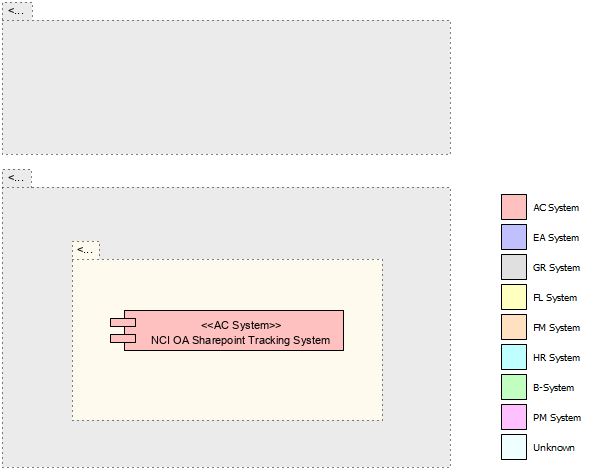 <...
<...
<...
<<AC System>>
NCI OA Sharepoint Tracking System
AC System
EA System
GR System
FL System
FM System
HR System
B-System
PM System
Unknown